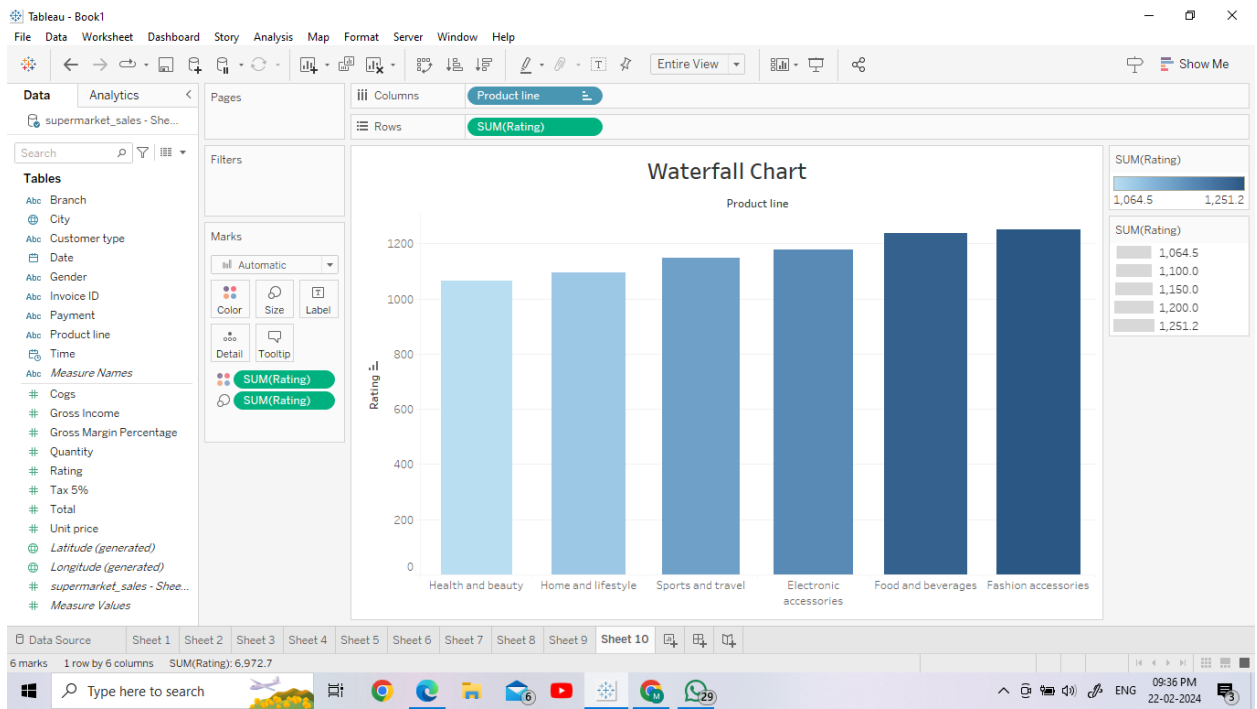 Tableau - Book1
File Data Worksheet Dashboard Story Analysis Map Format Server Window Help
Entire View
Show Me
Data Analytics
supermarket_sales - She...
Search
Tables
Abc Branch
City
Abc Customer type
Date
Abc Gender
Abc Invoice ID
Abc Payment
Abc Product line
Time
Abc Measure Names
# Cogs
# Gross Income
# Gross Margin Percentage
# Quantity
# Rating
# Tax 5%
# Total
# Unit price
Latitude (generated)
Longitude (generated)
# supermarket_sales - Shee...
# Measure Values
Pages
Filters
Marks
Automatic
Color Size Label
Detail Tooltip
SUM(Rating)
SUM(Rating)
Columns Product line
Rows SUM(Rating)
Waterfall Chart
Product line
Rating
1200
1000
800
600
400
200
0
Health and beauty Home and lifestyle Sports and travel Electronic accessories Food and beverages Fashion accessories
SUM(Rating)
1,064.5 1,251.2
SUM(Rating)
1,064.5
1,100.0
1,150.0
1,200.0
1,251.2
Data Source Sheet 1 Sheet 2 Sheet 3 Sheet 4 Sheet 5 Sheet 6 Sheet 7 Sheet 8 Sheet 9 Sheet 10
6 marks 1 row by 6 columns SUM(Rating): 6,972.7
Type here to search
6
M
29
ENG
09:36 PM
22-02-2024
3